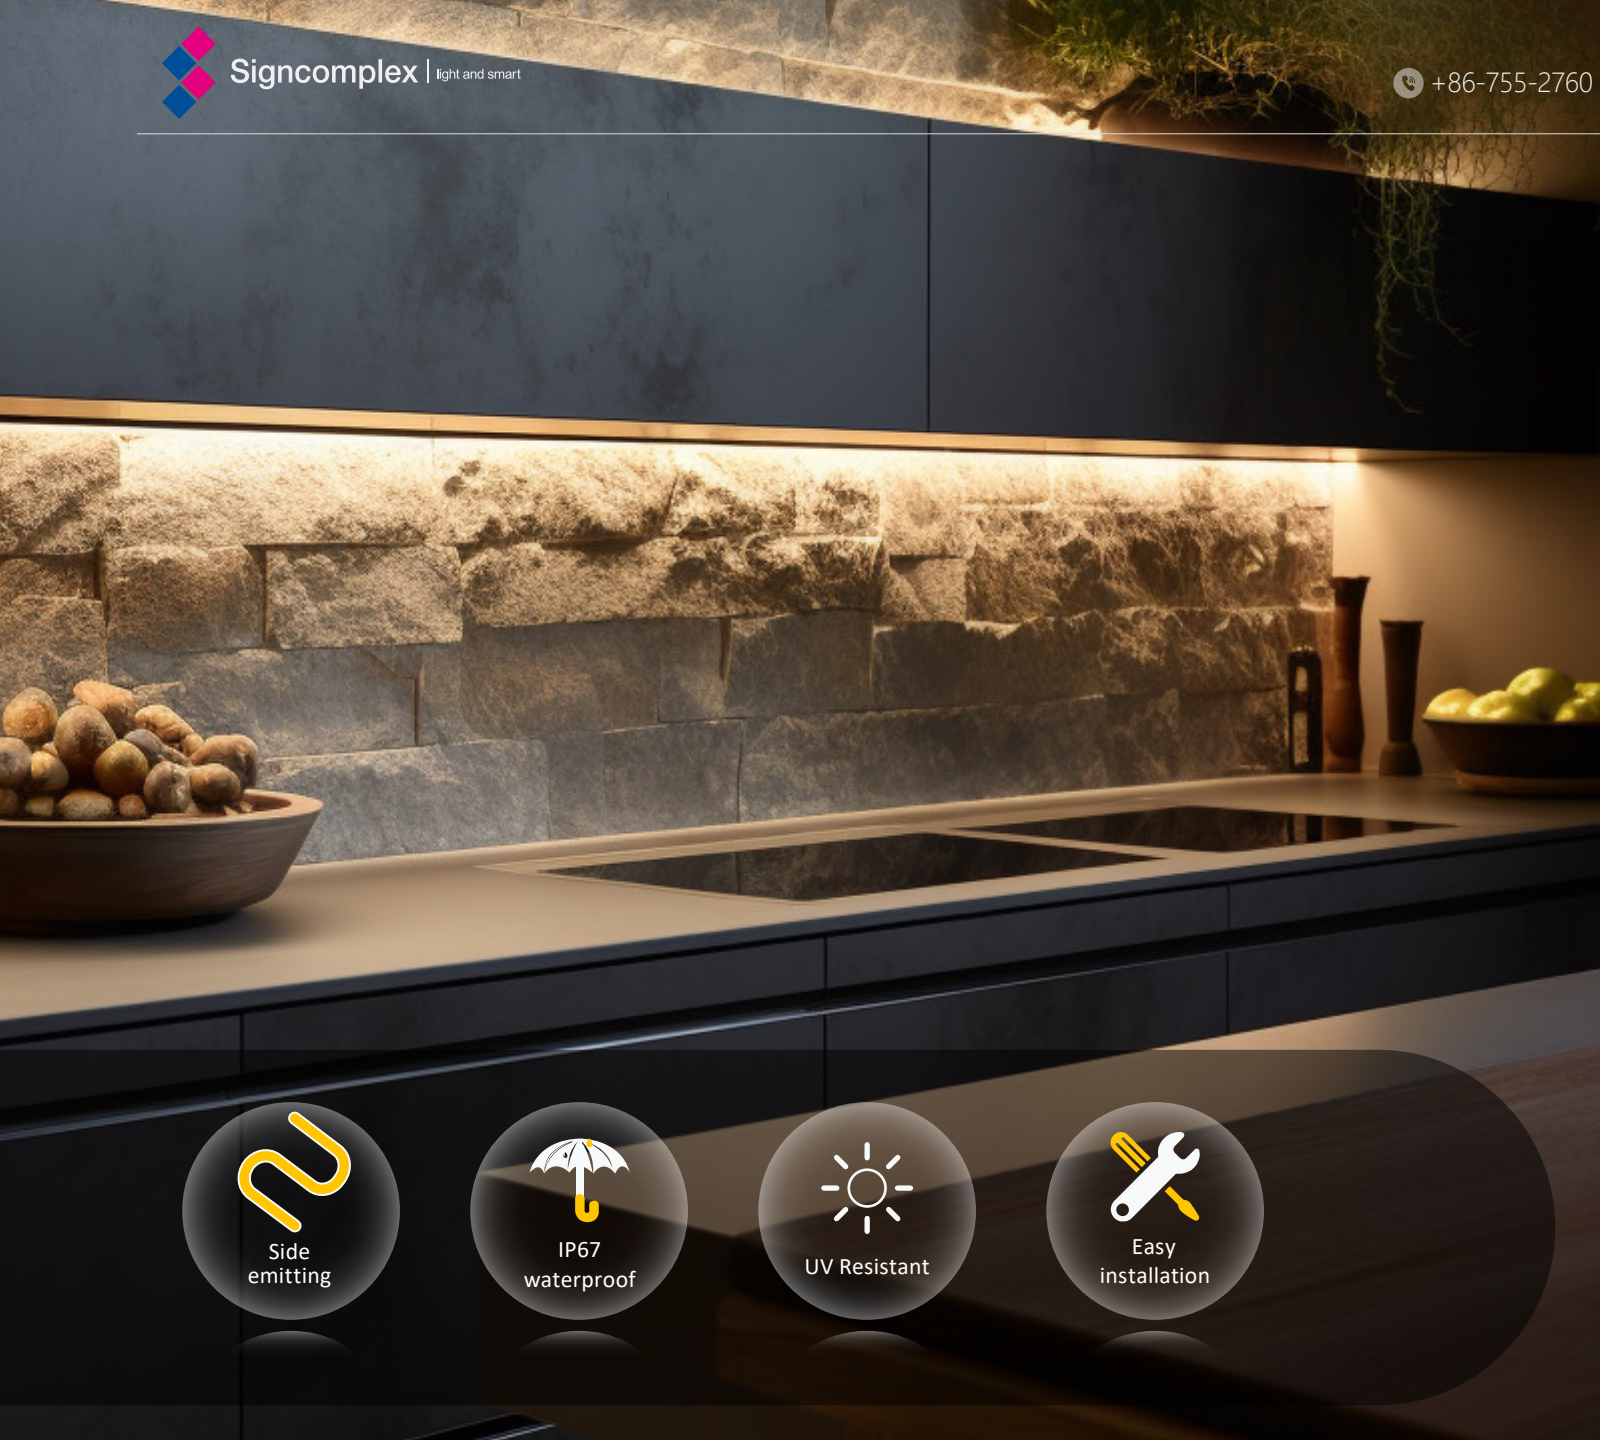 Signcomplex | light and smart
+86-755-2760
Side
emitting
IP67
waterproof
UV Resistant
Easy
installation